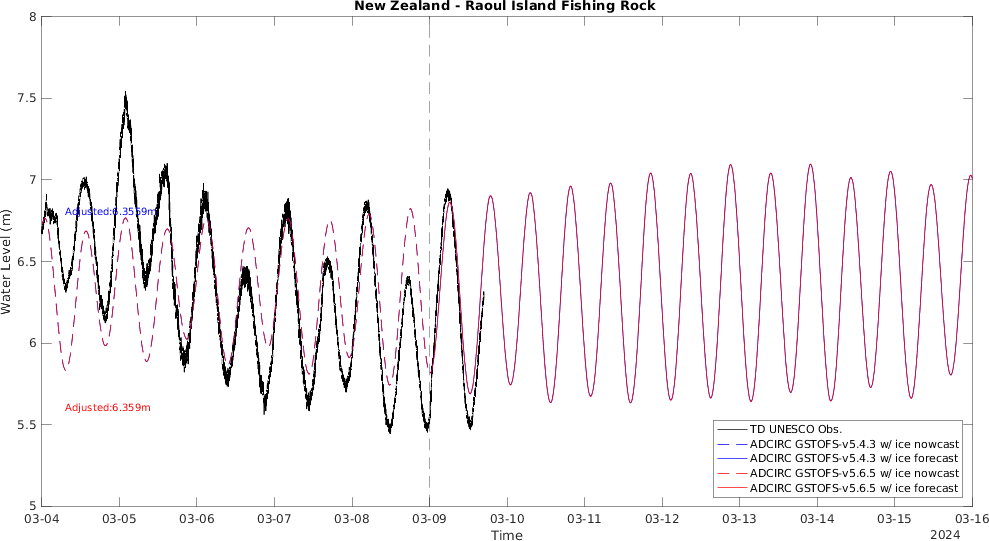 New Zealand - Raoul Island Fishing Rock
8
7.5
7
6.5
6
5.5
5
Water Level (m)
Adjusted:6.3559m
Adjusted:6.359m
TD UNESCO Obs.
ADCIRC GSTOFS-v5.4.3 w/ ice nowcast
ADCIRC GSTOFS-v5.4.3 w/ ice forecast
ADCIRC GSTOFS-v5.6.5 w/ ice nowcast
ADCIRC GSTOFS-v5.6.5 w/ ice forecast
03-04 03-05 03-06 03-07 03-08 03-09 03-10 03-11 03-12 03-13 03-14 03-15 03-16
Time
2024